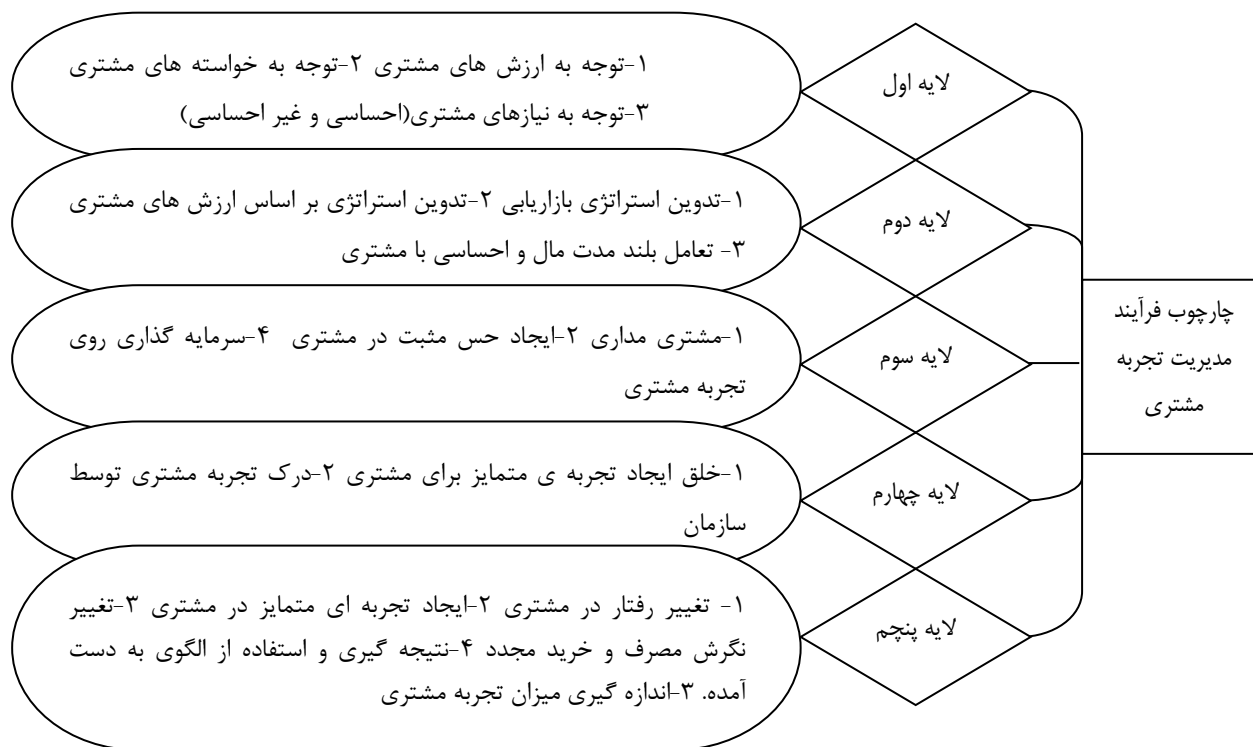 چارچوب فرآیند
مدیریت تجربه
مشتری
لایه اول
۱-توجه به ارزش های مشتری ۲-توجه به خواسته های مشتری
۳-توجه به نیازهای مشتری(احساسی و غیر احساسی)
لایه دوم
۱-تدوین استراتژی بازاریابی ۲-تدوین استراتژی بر اساس ارزش های مشتری
۳- تعامل بلند مدت مال و احساسی با مشتری
لایه سوم
۱-مشتری مداری ۲-ایجاد حس مثبت در مشتری ۴-سرمایه گذاری روی
تجربه مشتری
لایه چهارم
۱-خلق ایجاد تجربه ی متمایز برای مشتری ۲-درک تجربه مشتری توسط
سازمان
لایه پنجم
۱- تغییر رفتار در مشتری ۲-ایجاد تجربه ای متمایز در مشتری ۳-تغییر
نگرش مصرف و خرید مجدد ۴-نتیجه گیری و استفاده از الگوی به دست
آمده. ۳-اندازه گیری میزان تجربه مشتری